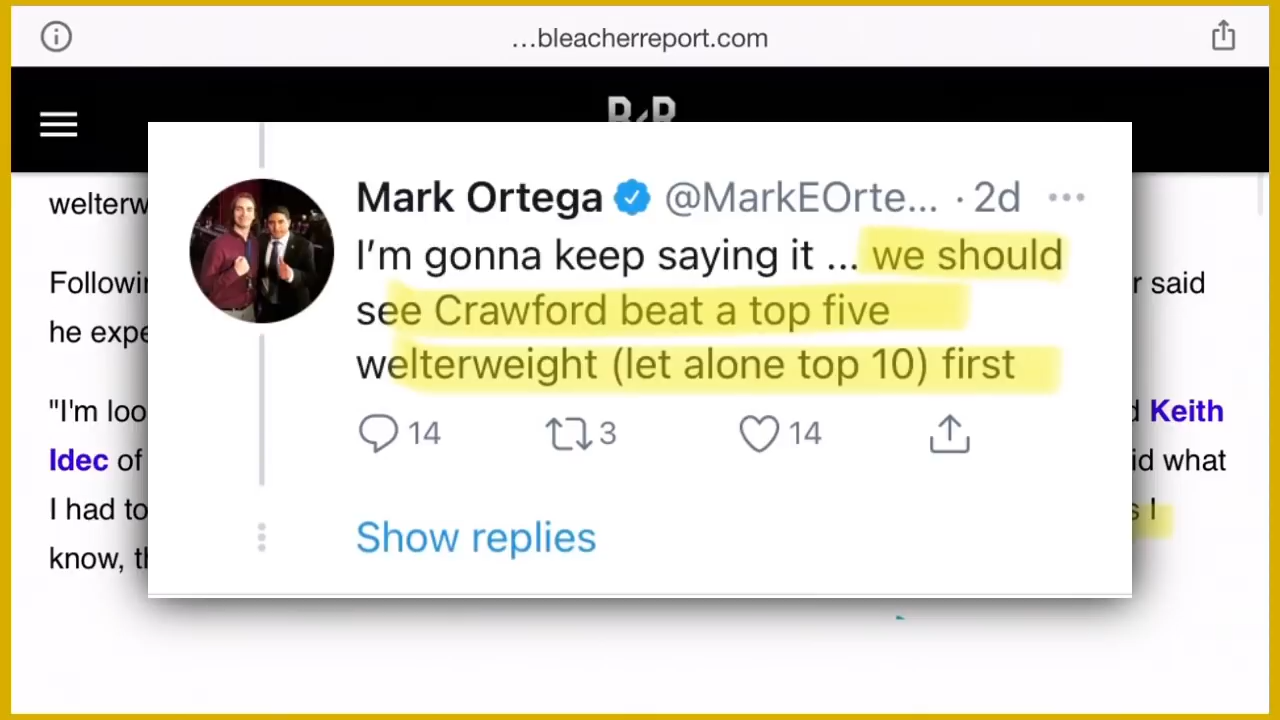 ...bleacherreport.com
B/R
welterw
Mark Ortega @MarkEOrte... · 2d
I'm gonna keep saying it ... we should
see Crawford beat a top five
welterweight (let alone top 10) first
14 3 14
Show replies
Followin
r said
he expe
"I'm loo
d Keith
Idec of
id what
I had to
s I
know, th